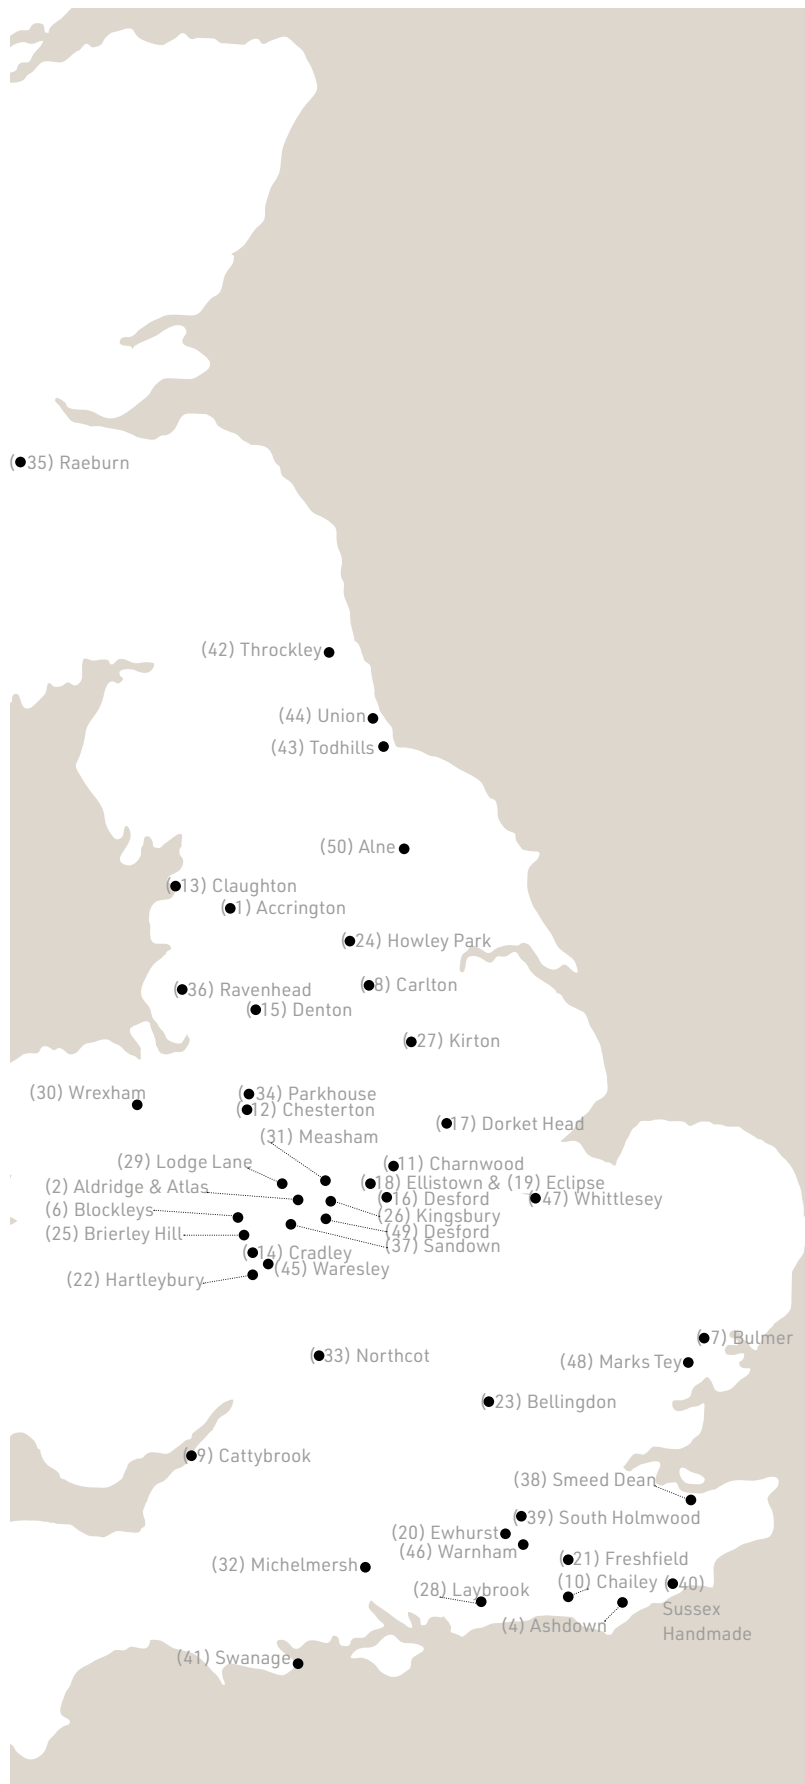 (35) Raeburn
(42) Throckley
(44) Union
(43) Todhills
(50) Alne
(13) Claughton
(1) Accrington
(24) Howley Park
(8) Carlton
(36) Ravenhead
(15) Denton
(27) Kirton
(30) Wrexham
(34) Parkhouse
(12) Chesterton
(17) Dorket Head
(31) Measham
(29) Lodge Lane
(11) Charnwood
(18) Ellistown & (19) Eclipse
(2) Aldridge & Atlas
(16) Desford
(47) Whittlesey
(6) Blockleys
(26) Kingsbury
(25) Brierley Hill
(49) Desford
(37) Sandown
(14) Cradley
(45) Waresley
(22) Hartleybury
(7) Bulmer
(33) Northcot
(48) Marks Tey
(23) Bellingdon
(9) Cattybrook
(38) Smeed Dean
(39) South Holmwood
(20) Ewhurst
(46) Warnham
(32) Michelmersh
(21) Freshfield
(10) Chailey
(40)
Sussex
Handmade
(28) Laybrook
(4) Ashdown
(41) Swanage